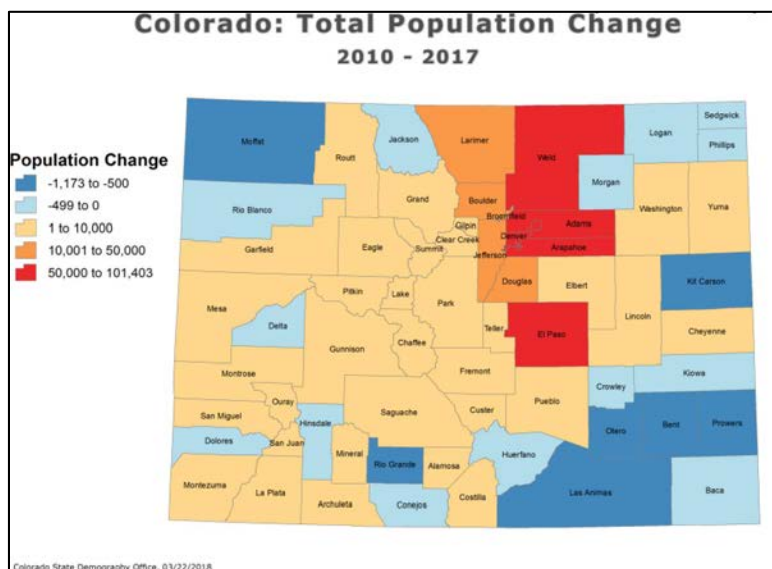 Colorado: Total Population Change
2010 - 2017
Population Change
-1,173 to -500
-499 to 0
1 to 10,000
10,001 to 50,000
50,000 to 101,403
Moffat
Routt
Jackson
Larimer
Weld
Logan
Sedgwick
Phillips
Morgan
Rio Blanco
Grand
Boulder
Broomfield
Washington
Yuma
Gilpin
Clear Creek
Denver
Adams
Arapahoe
Garfield
Eagle
Summit
Jefferson
Douglas
Elbert
Kit Carson
Pitkin
Lake
Park
Mesa
Delta
Teller
El Paso
Lincoln
Cheyenne
Gunnison
Chaffee
Fremont
Montrose
Kiowa
Crowley
Ouray
Pueblo
Custer
Saguache
San Miguel
Hinsdale
Otero
Bent
Prowers
Dolores
San Juan
Mineral
Rio Grande
Alamosa
Huerfano
Montezuma
La Plata
Archuleta
Conejos
Costilla
Las Animas
Baca
Colorado State Demography Office, 03/22/2018